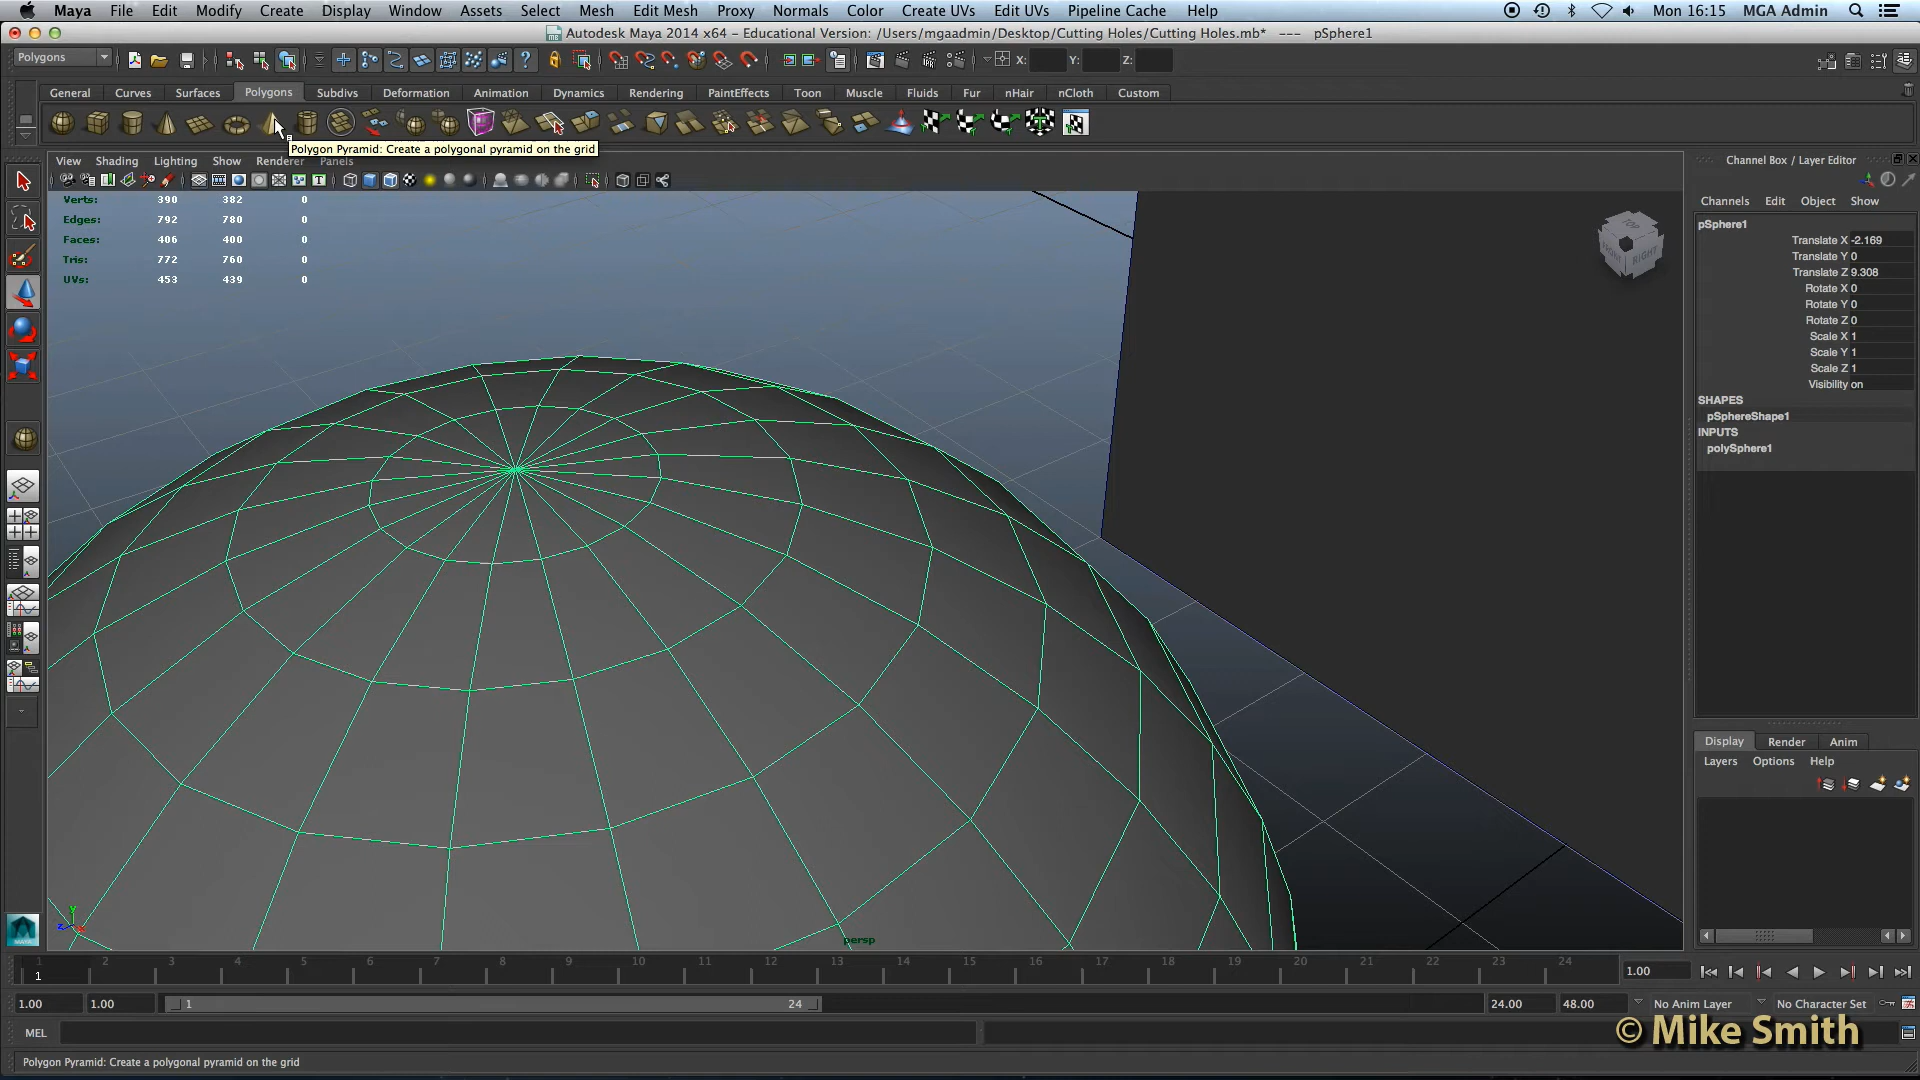 Maya File Edit Modify Create Display Window Assets Select Mesh Edit Mesh Proxy Normals Color Create UVs Edit UVs Pipeline Cache Help Mon 16:15 MGA Admin
Autodesk Maya 2014 x64 - Educational Version: /Users/mgaadmin/Desktop/Cutting Holes/Cutting Holes.mb* --- pSphere1
Polygons X: Y: Z:
General Curves Surfaces Polygons Subdivs Deformation Animation Dynamics Rendering PaintEffects Toon Muscle Fluids Fur nHair nCloth Custom
Polygon Pyramid: Create a polygonal pyramid on the grid
View Shading Lighting Show Renderer Panels
Verts: 390 382 0
Edges: 792 780 0
Faces: 406 400 0
Tris: 772 760 0
UVs: 453 439 0
TOP FRONT RIGHT
persp
Channel Box / Layer Editor
Channels Edit Object Show
pSphere1
Translate X -2.169
Translate Y 0
Translate Z 9.308
Rotate X 0
Rotate Y 0
Rotate Z 0
Scale X 1
Scale Y 1
Scale Z 1
Visibility on
SHAPES
pSphereShape1
INPUTS
polySphere1
Display Render Anim
Layers Options Help
1 2 3 4 5 6 7 8 9 10 11 12 13 14 15 16 17 18 19 20 21 22 23 24
1 1.00
1.00 1.00 1 24 24.00 48.00 No Anim Layer No Character Set
MEL
© Mike Smith
Polygon Pyramid: Create a polygonal pyramid on the grid